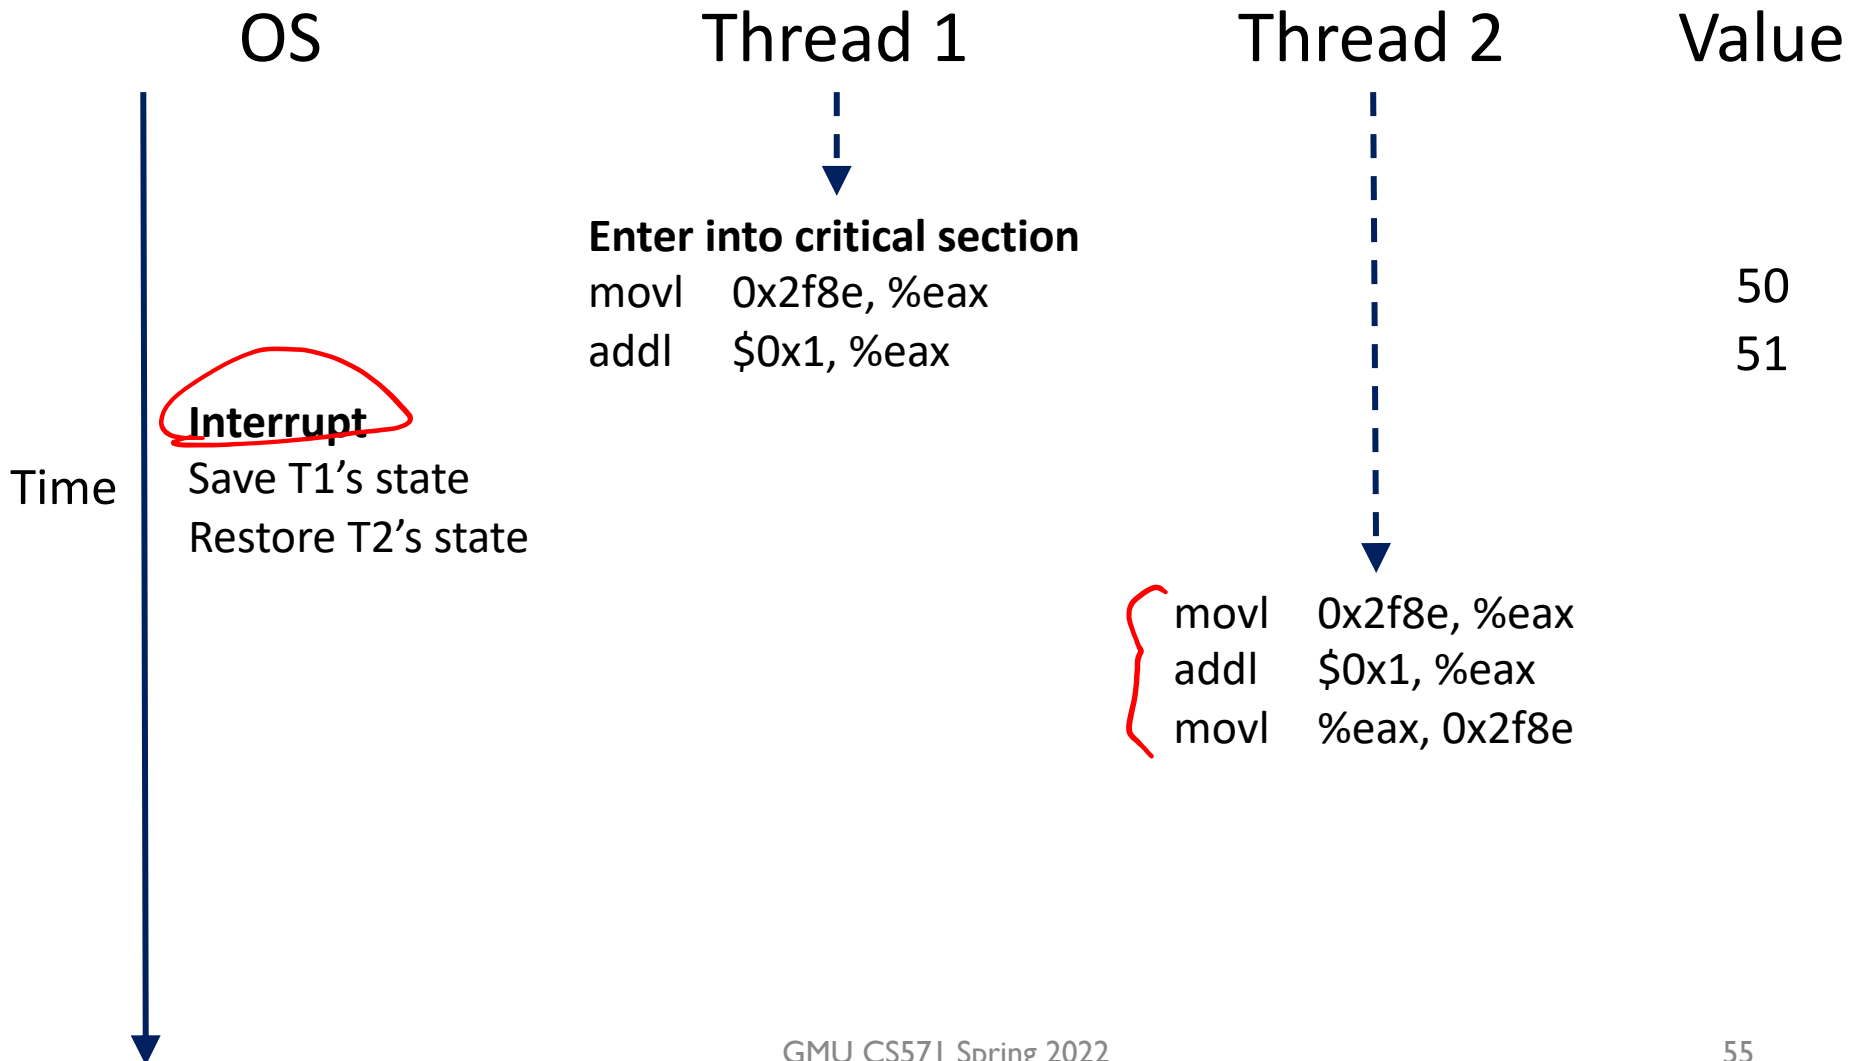 OS Thread 1 Thread 2 Value
Enter into critical section
movl 0x2f8e, %eax 50
addl $0x1, %eax 51
Interrupt
Time Save T1’s state
Restore T2’s state
movl 0x2f8e, %eax
addl $0x1, %eax
movl %eax, 0x2f8e
GMU CS571 Spring 2022 55